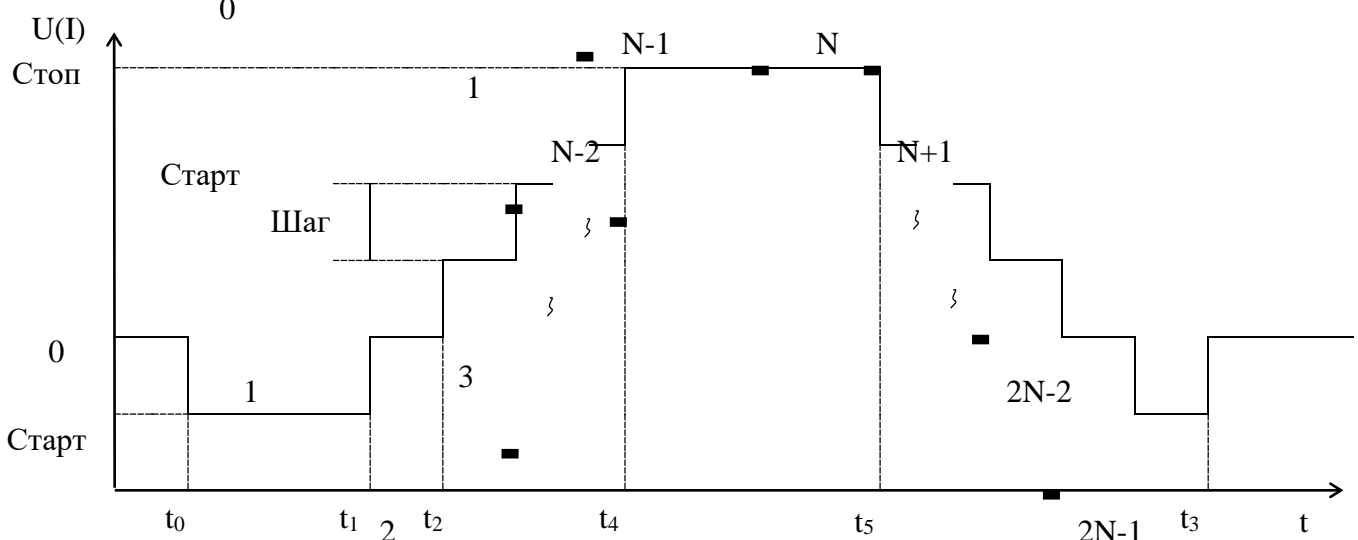 0
U(I)
N-1
N
Стоп
1
N-2
N+1
Старт
Шаг
0
1
3
2N-2
Старт
t₀
t₁
2
t₂
t₄
t₅
2N-1
t₃
t